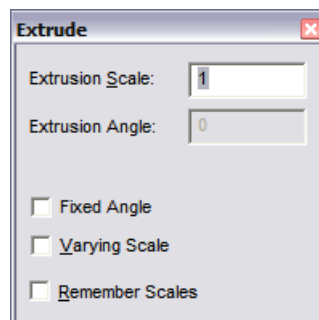 Extrude
Extrusion Scale: 1
Extrusion Angle: 0
Fixed Angle
Varying Scale
Remember Scales